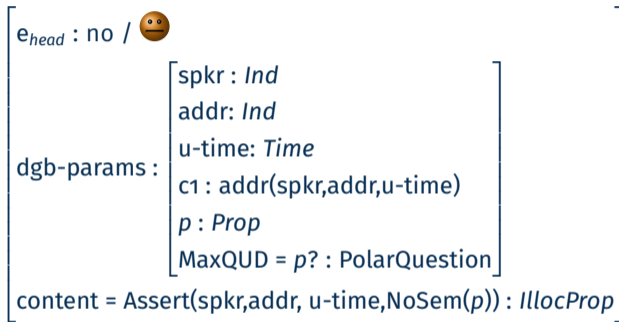 e_head : no / 😐
spkr : Ind
addr: Ind
u-time: Time
dgb-params : c1 : addr(spkr,addr,u-time)
p : Prop
MaxQUD = p? : PolarQuestion
content = Assert(spkr,addr, u-time,NoSem(p)) : IllocProp